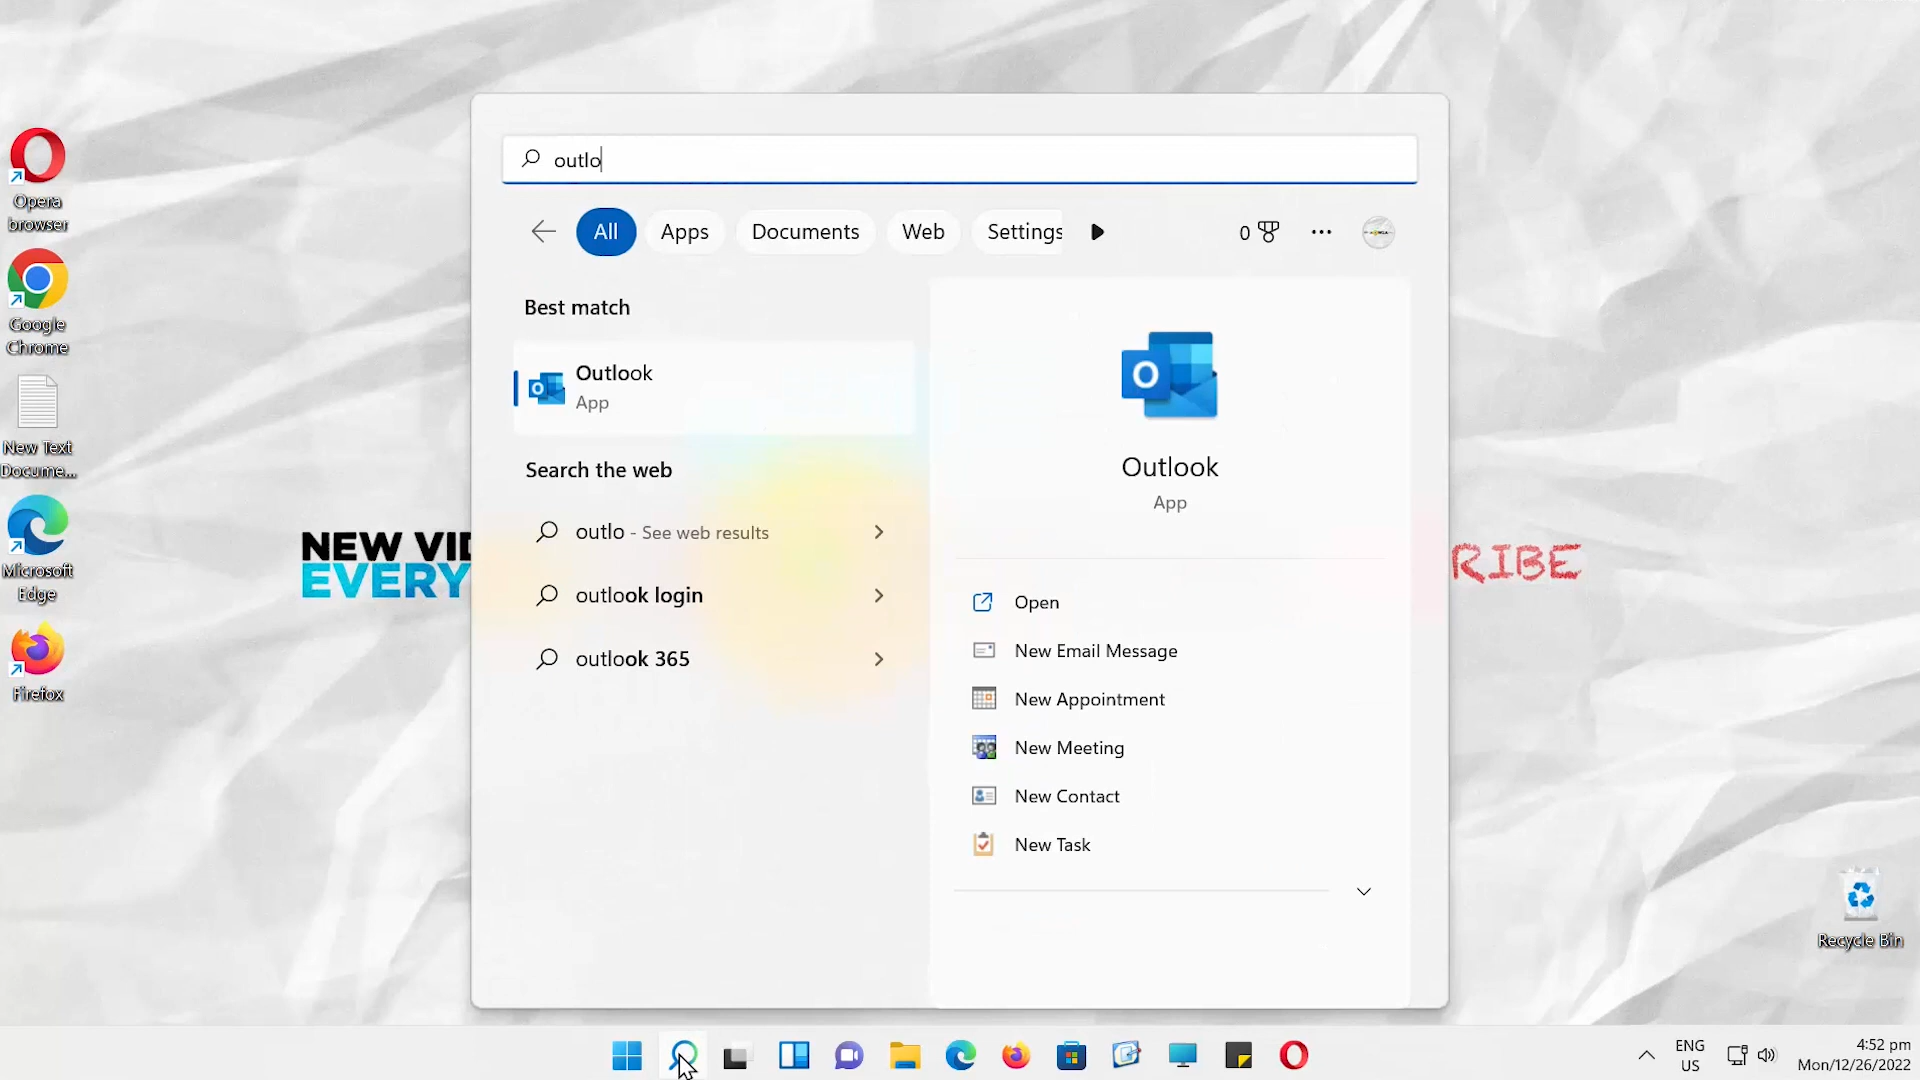 outlo
All Apps Documents Web Settings 0
Best match
Outlook
App
Search the web
outlo - See web results
outlook login
outlook 365
Outlook
App
Open
New Email Message
New Appointment
New Meeting
New Contact
New Task
Opera
browser
Google
Chrome
New Text
Docume...
Microsoft
Edge
Firefox
NEW VID
EVERY
RIBE
Recycle Bin
ENG
US
4:52 pm
Mon/12/26/2022